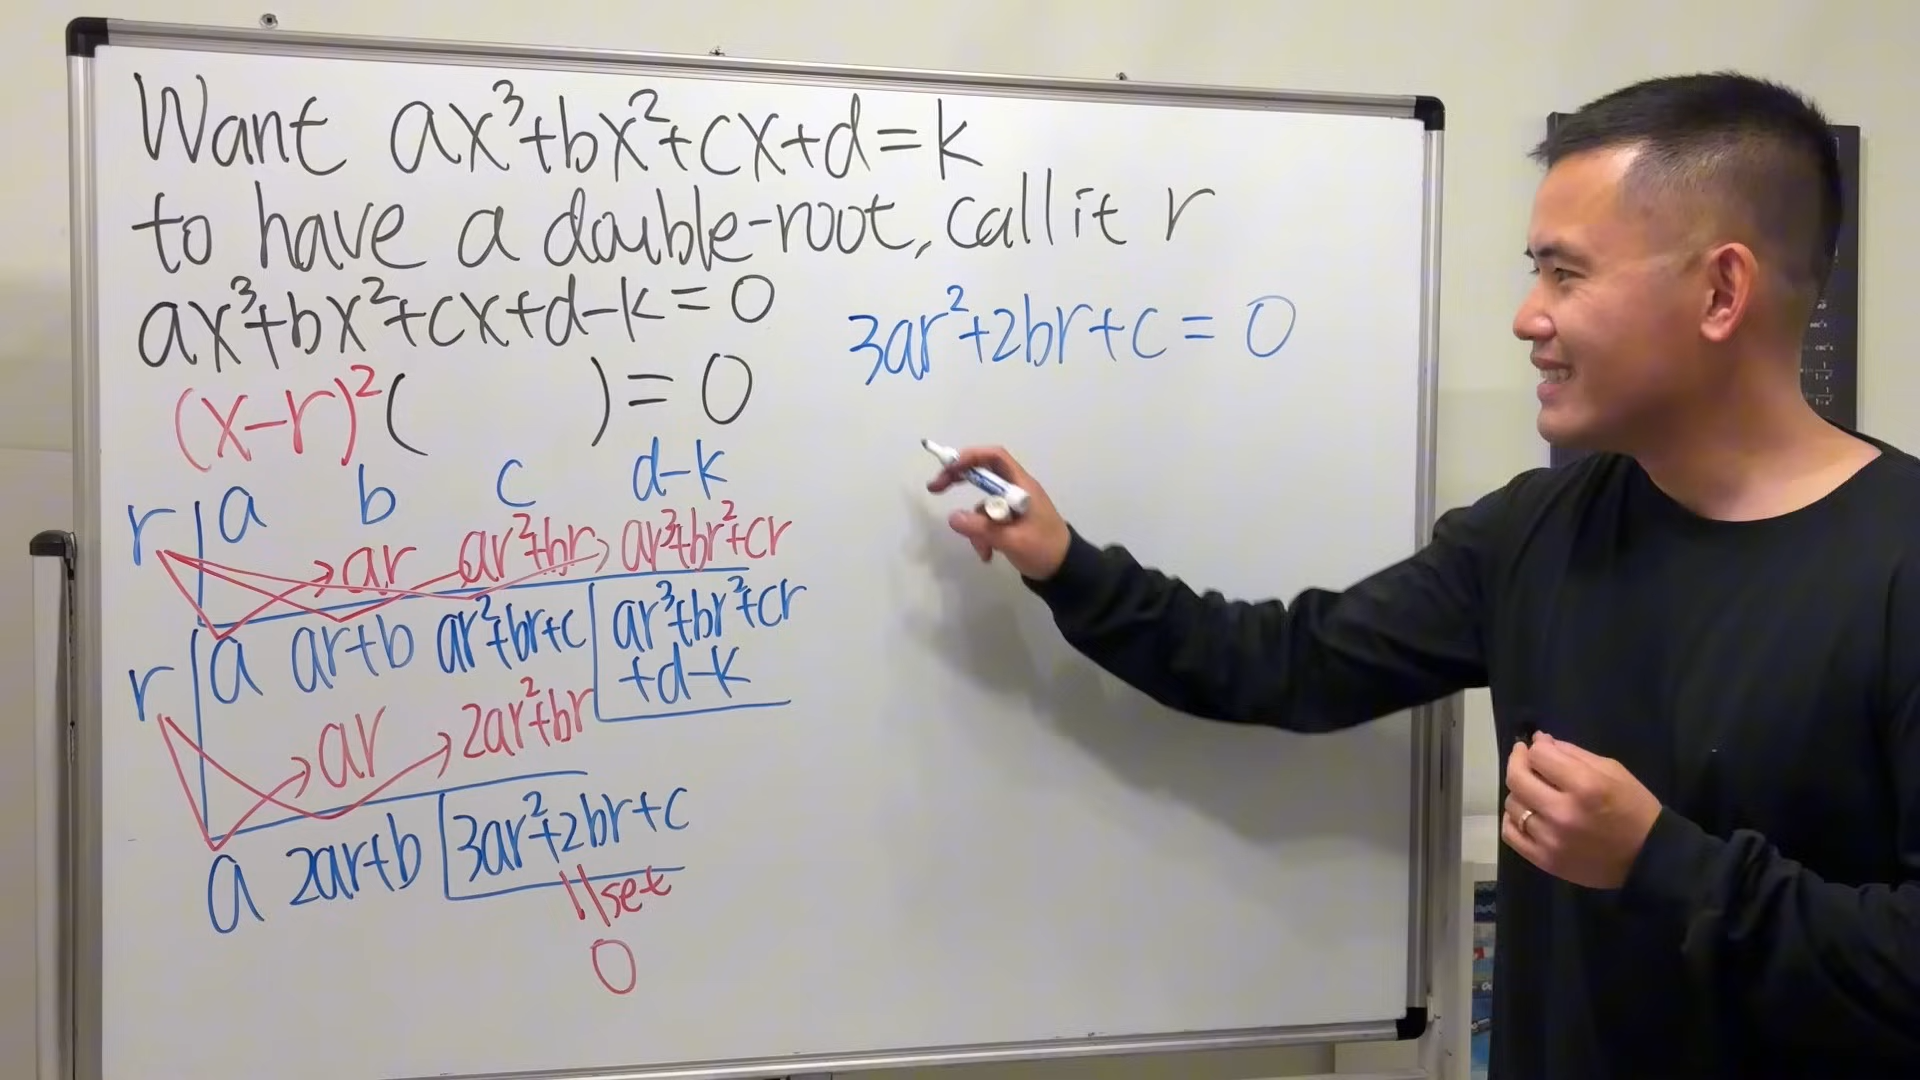 Want ax³+bx²+cx+d=k
to have a double-root, call it r
ax³+bx²+cx+d-k=0
(x-r)²( )=0
r a b c d-k
ar ar²+br ar³+br²+cr
r a ar+b ar²+br+c ar³+br²+cr
+d-k
ar 2ar²+br
a 2ar+b 3ar²+2br+c
||set
0
3ar²+2br+c=0